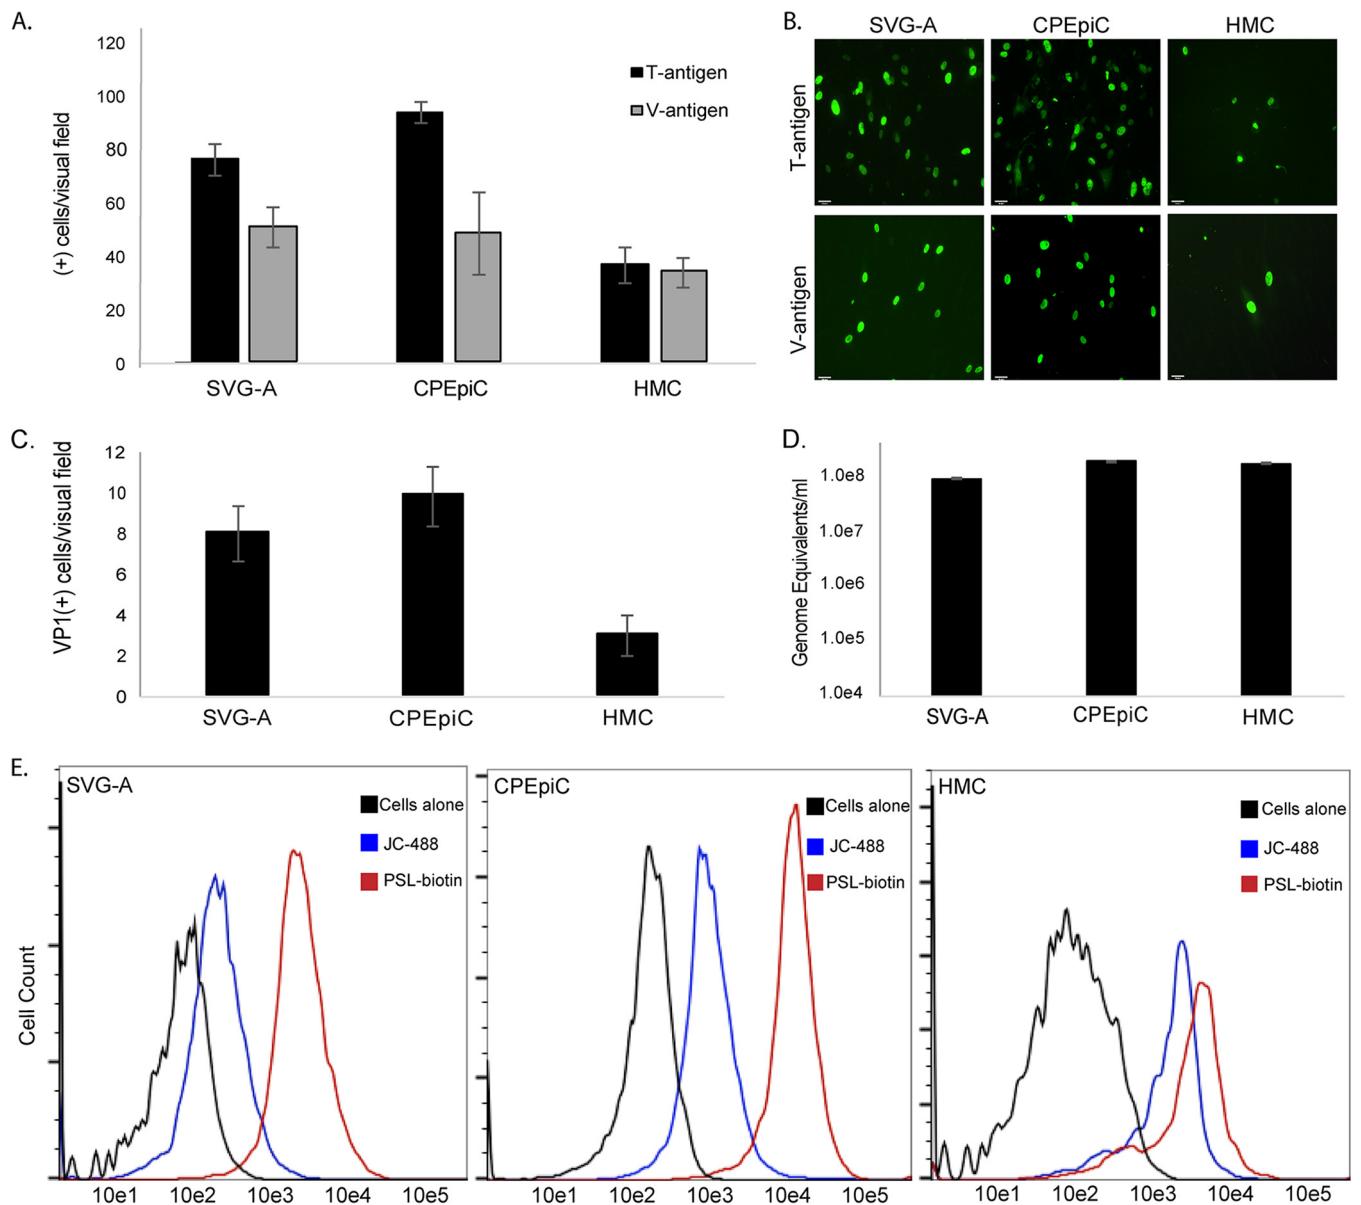 A.
120
100
80
60
40
20
0
(+) cells/visual field
T-antigen
V-antigen
SVG-A CPEpiC HMC
B.
SVG-A CPEpiC HMC
T-antigen
V-antigen
C.
12
10
8
6
4
2
0
VP1(+) cells/visual field
SVG-A CPEpiC HMC
D.
Genome Equivalents/ml
1.0e8
1.0e7
1.0e6
1.0e5
1.0e4
SVG-A CPEpiC HMC
E.
Cell Count
SVG-A
Cells alone
JC-488
PSL-biotin
10e1 10e2 10e3 10e4 10e5
CPEpiC
Cells alone
JC-488
PSL-biotin
10e1 10e2 10e3 10e4 10e5
HMC
Cells alone
JC-488
PSL-biotin
10e1 10e2 10e3 10e4 10e5